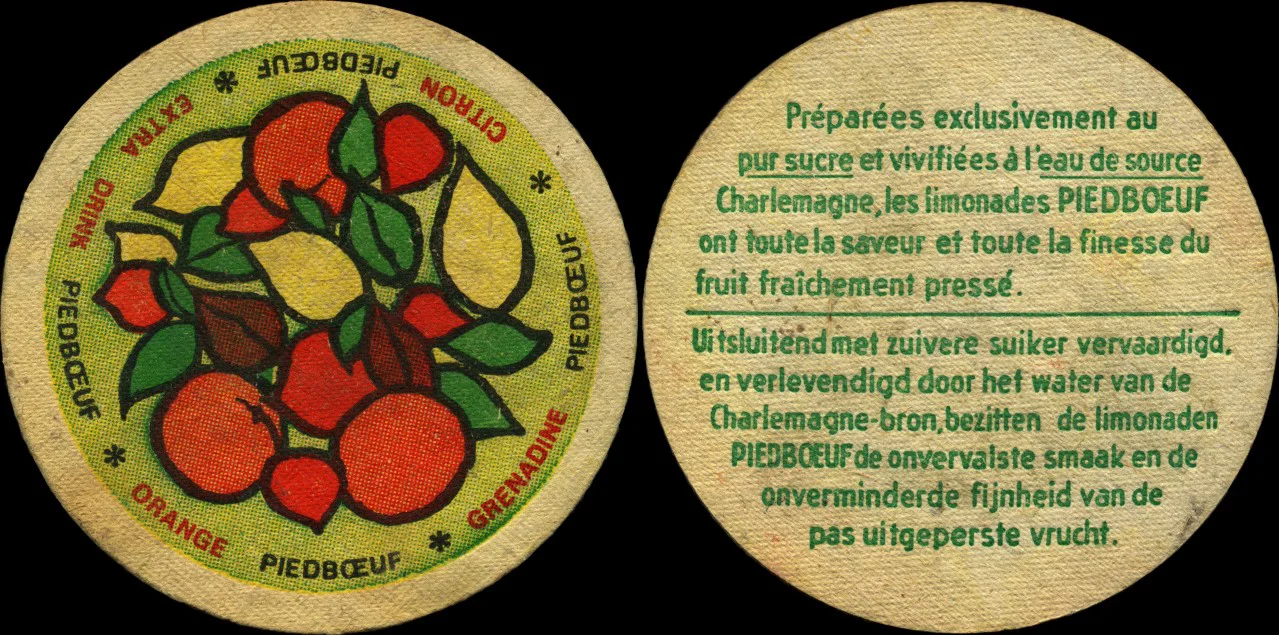 PIEDBŒUF
CITRON
*
PIEDBŒUF
GRENADINE
*
PIEDBŒUF
ORANGE
*
PIEDBŒUF
DRINK
EXTRA
*
Préparées exclusivement au
pur sucre et vivifiées à l'eau de source
Charlemagne, les limonades PIEDBŒUF
ont toute la saveur et toute la finesse du
fruit fraîchement pressé.
Uitsluitend met zuivere suiker vervaardigd,
en verlevendigd door het water van de
Charlemagne-bron, bezitten de limonaden
PIEDBŒUF de onvervalste smaak en de
onverminderde fijnheid van de
pas uitgeperste vrucht.